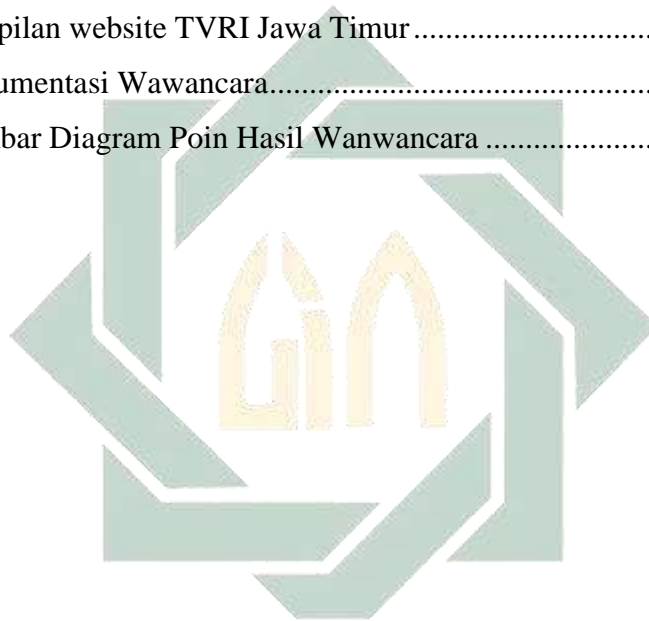 pilan website TVRI Jawa Timur....................................
umentasi Wawancara................................................
bar Diagram Poin Hasil Wanwancara .....................